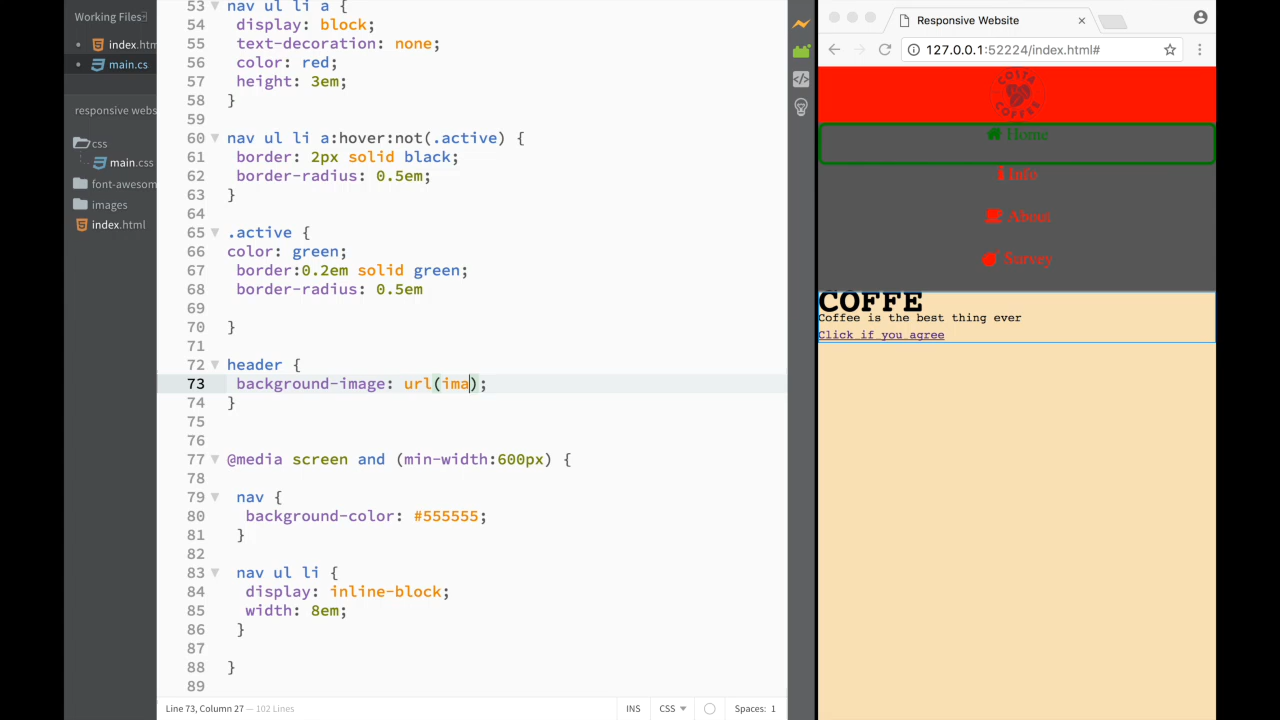 Working Files
index.htm
main.cs
responsive webs
css
main.css
font-awesom
images
index.html
53 nav ul li a {
54 display: block;
55 text-decoration: none;
56 color: red;
57 height: 3em;
58 }
59
60 nav ul li a:hover:not(.active) {
61 border: 2px solid black;
62 border-radius: 0.5em;
63 }
64
65 .active {
66 color: green;
67 border:0.2em solid green;
68 border-radius: 0.5em
69
70 }
71
72 header {
73 background-image: url(ima);
74 }
75
76
77 @media screen and (min-width:600px) {
78
79 nav {
80 background-color: #555555;
81 }
82
83 nav ul li {
84 display: inline-block;
85 width: 8em;
86 }
87
88 }
89
Line 73, Column 27 — 102 Lines
INS
CSS
Spaces: 1
Responsive Website
127.0.0.1:52224/index.html#
COSTA
COFFEE
Home
Info
About
Survey
COFFE
Coffee is the best thing ever
Click if you agree